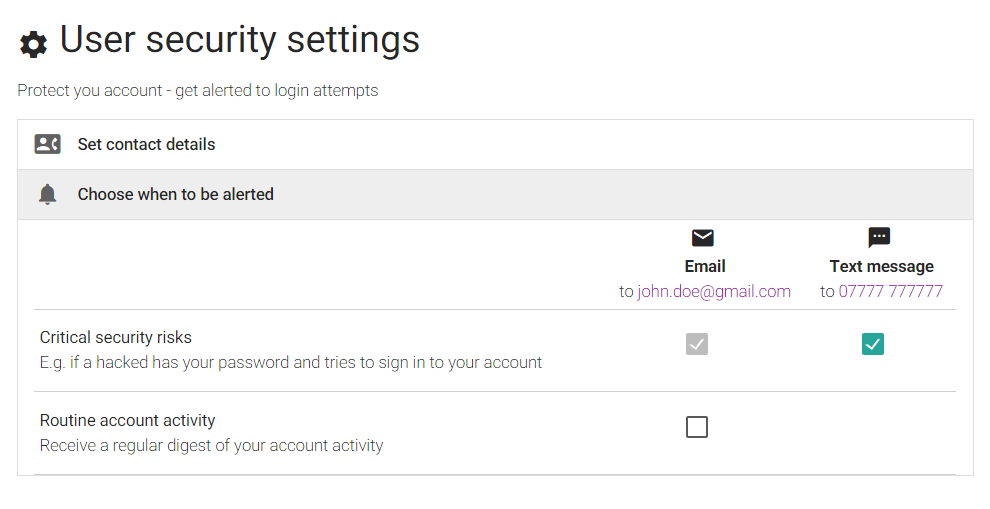 User security settings
Protect you account - get alerted to login attempts
Set contact details
Choose when to be alerted
Email
to john.doe@gmail.com
Text message
to 07777 777777
Critical security risks
E.g. if a hacked has your password and tries to sign in to your account
Routine account activity
Receive a regular digest of your account activity